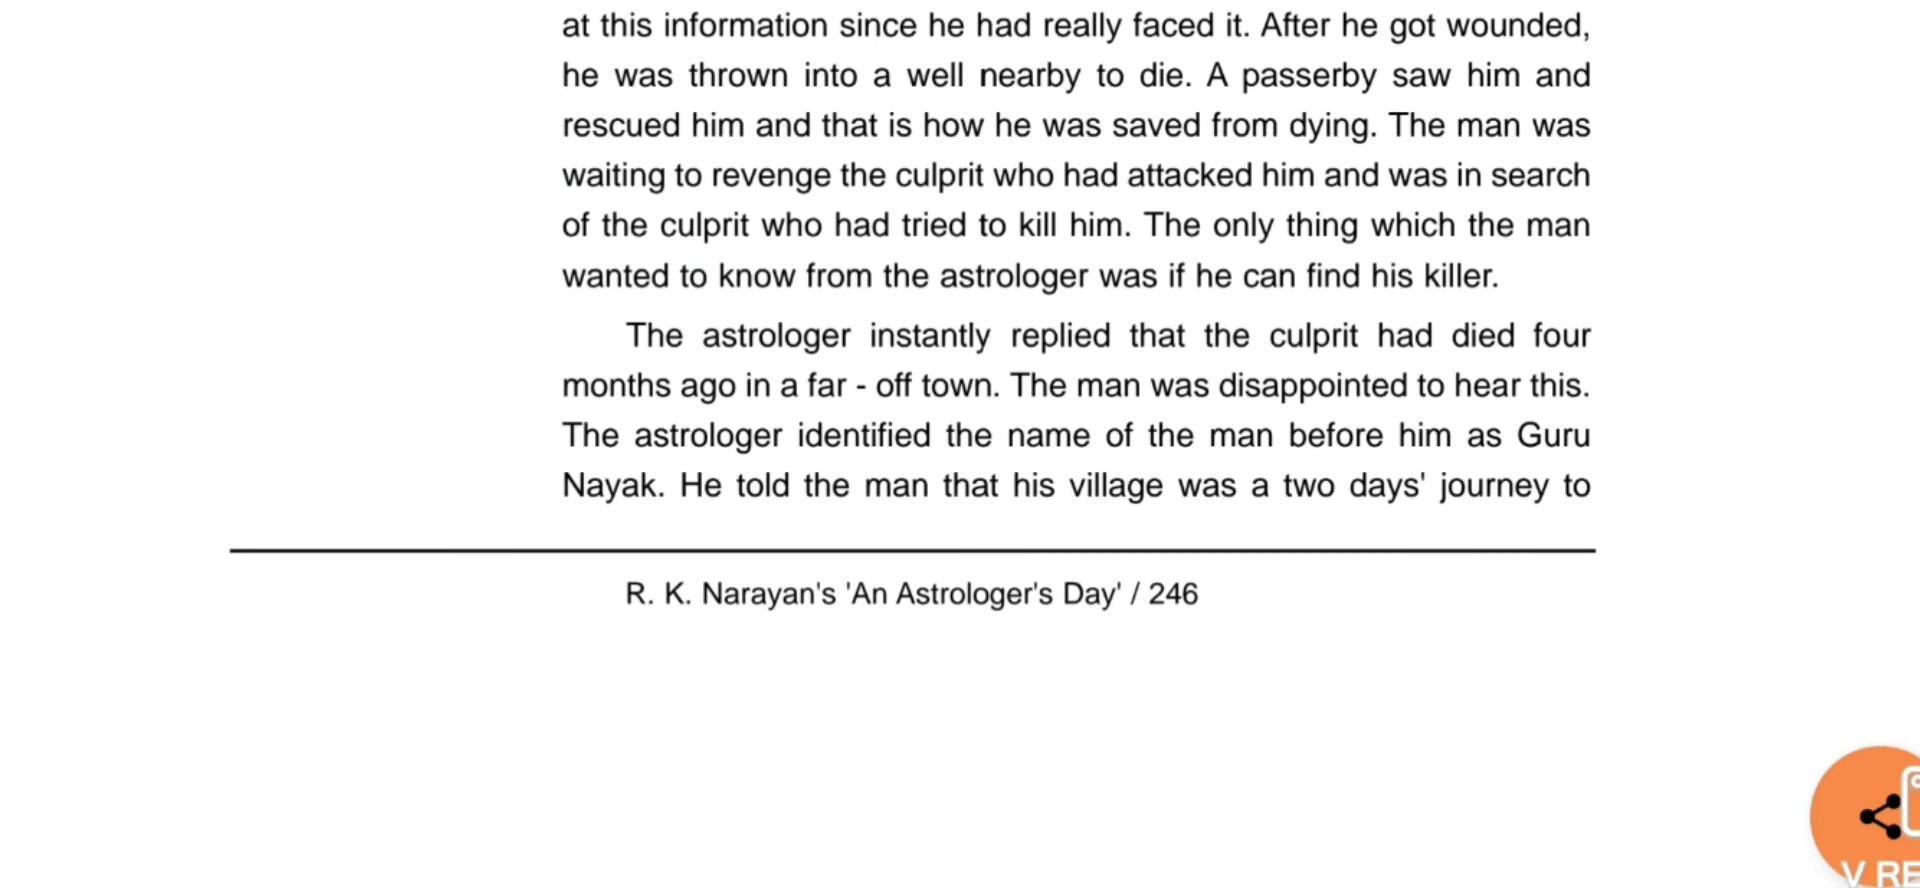 at this information since he had really faced it. After he got wounded,
he was thrown into a well nearby to die. A passerby saw him and
rescued him and that is how he was saved from dying. The man was
waiting to revenge the culprit who had attacked him and was in search
of the culprit who had tried to kill him. The only thing which the man
wanted to know from the astrologer was if he can find his killer.
The astrologer instantly replied that the culprit had died four
months ago in a far - off town. The man was disappointed to hear this.
The astrologer identified the name of the man before him as Guru
Nayak. He told the man that his village was a two days' journey to
R. K. Narayan's 'An Astrologer's Day' / 246
V RE